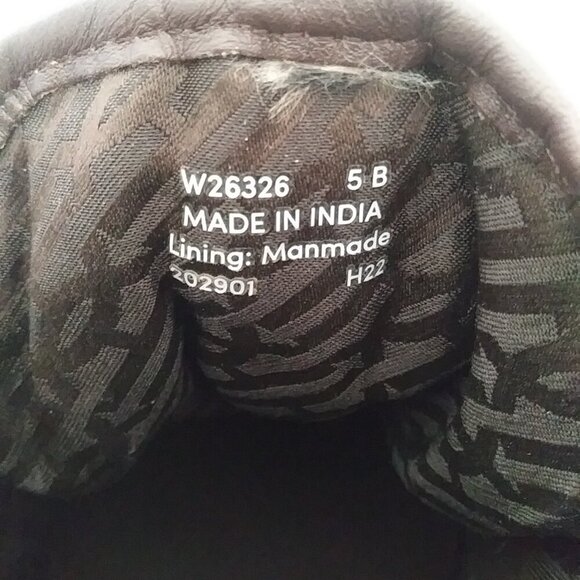 W26326 5 B
MADE IN INDIA
Lining: Manmade
202901 H22